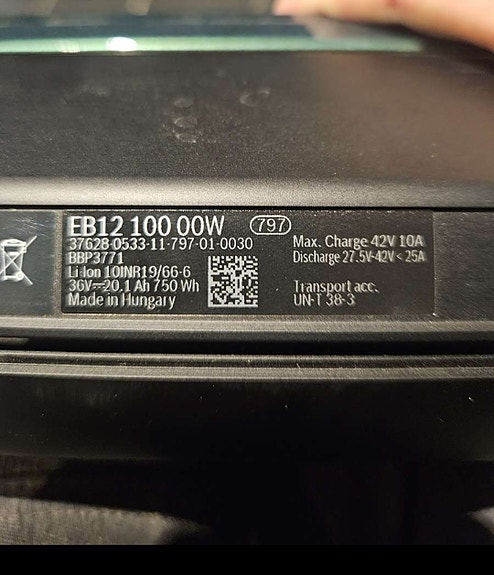 EB12 100 00W 797
37628-0533-11-797-01-0030
BBP3771
Li-Ion 10INR19/66-6
36V⎓20.1 Ah 750 Wh
Made in Hungary
Max. Charge 42V 10A
Discharge 27.5V-42V < 25A
Transport acc.
UN-T 38-3